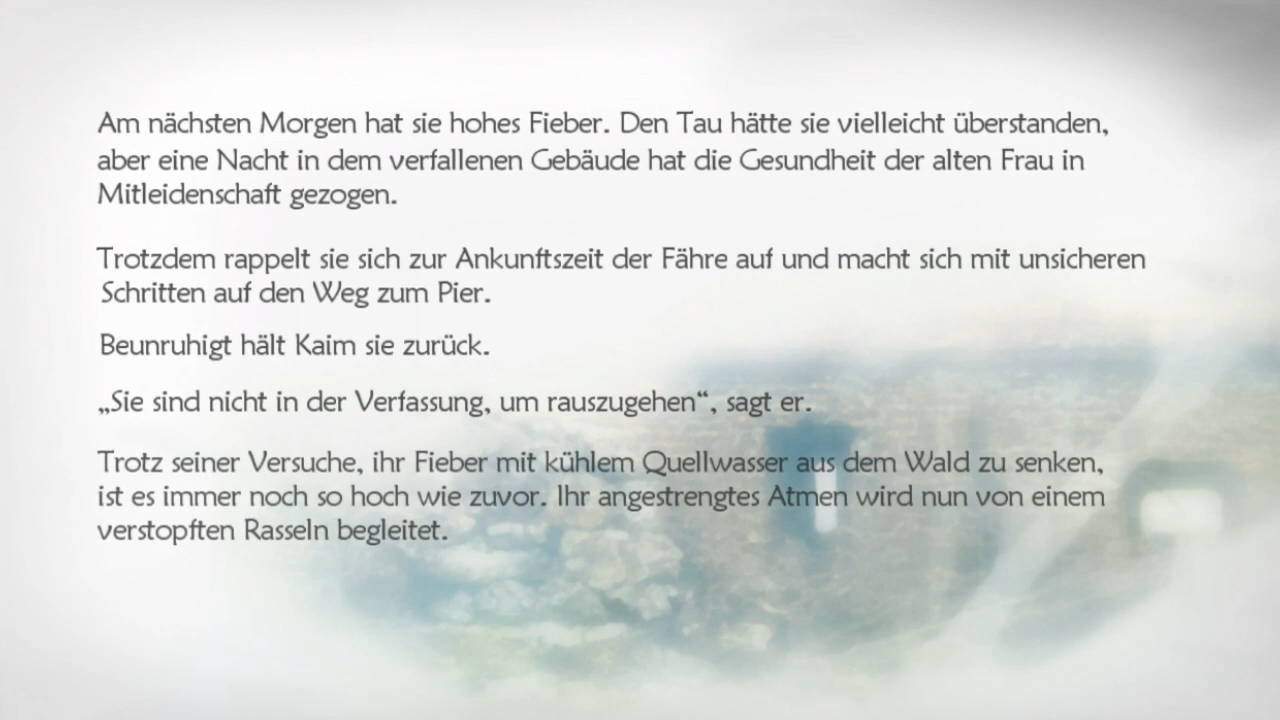 Am nächsten Morgen hat sie hohes Fieber. Den Tau hätte sie vielleicht überstanden,
aber eine Nacht in dem verfallenen Gebäude hat die Gesundheit der alten Frau in
Mitleidenschaft gezogen.
Trotzdem rappelt sie sich zur Ankunftszeit der Fähre auf und macht sich mit unsicheren
Schritten auf den Weg zum Pier.
Beunruhigt hält Kaim sie zurück.
„Sie sind nicht in der Verfassung, um rauszugehen“, sagt er.
Trotz seiner Versuche, ihr Fieber mit kühlem Quellwasser aus dem Wald zu senken,
ist es immer noch so hoch wie zuvor. Ihr angestrengtes Atmen wird nun von einem
verstopften Rasseln begleitet.